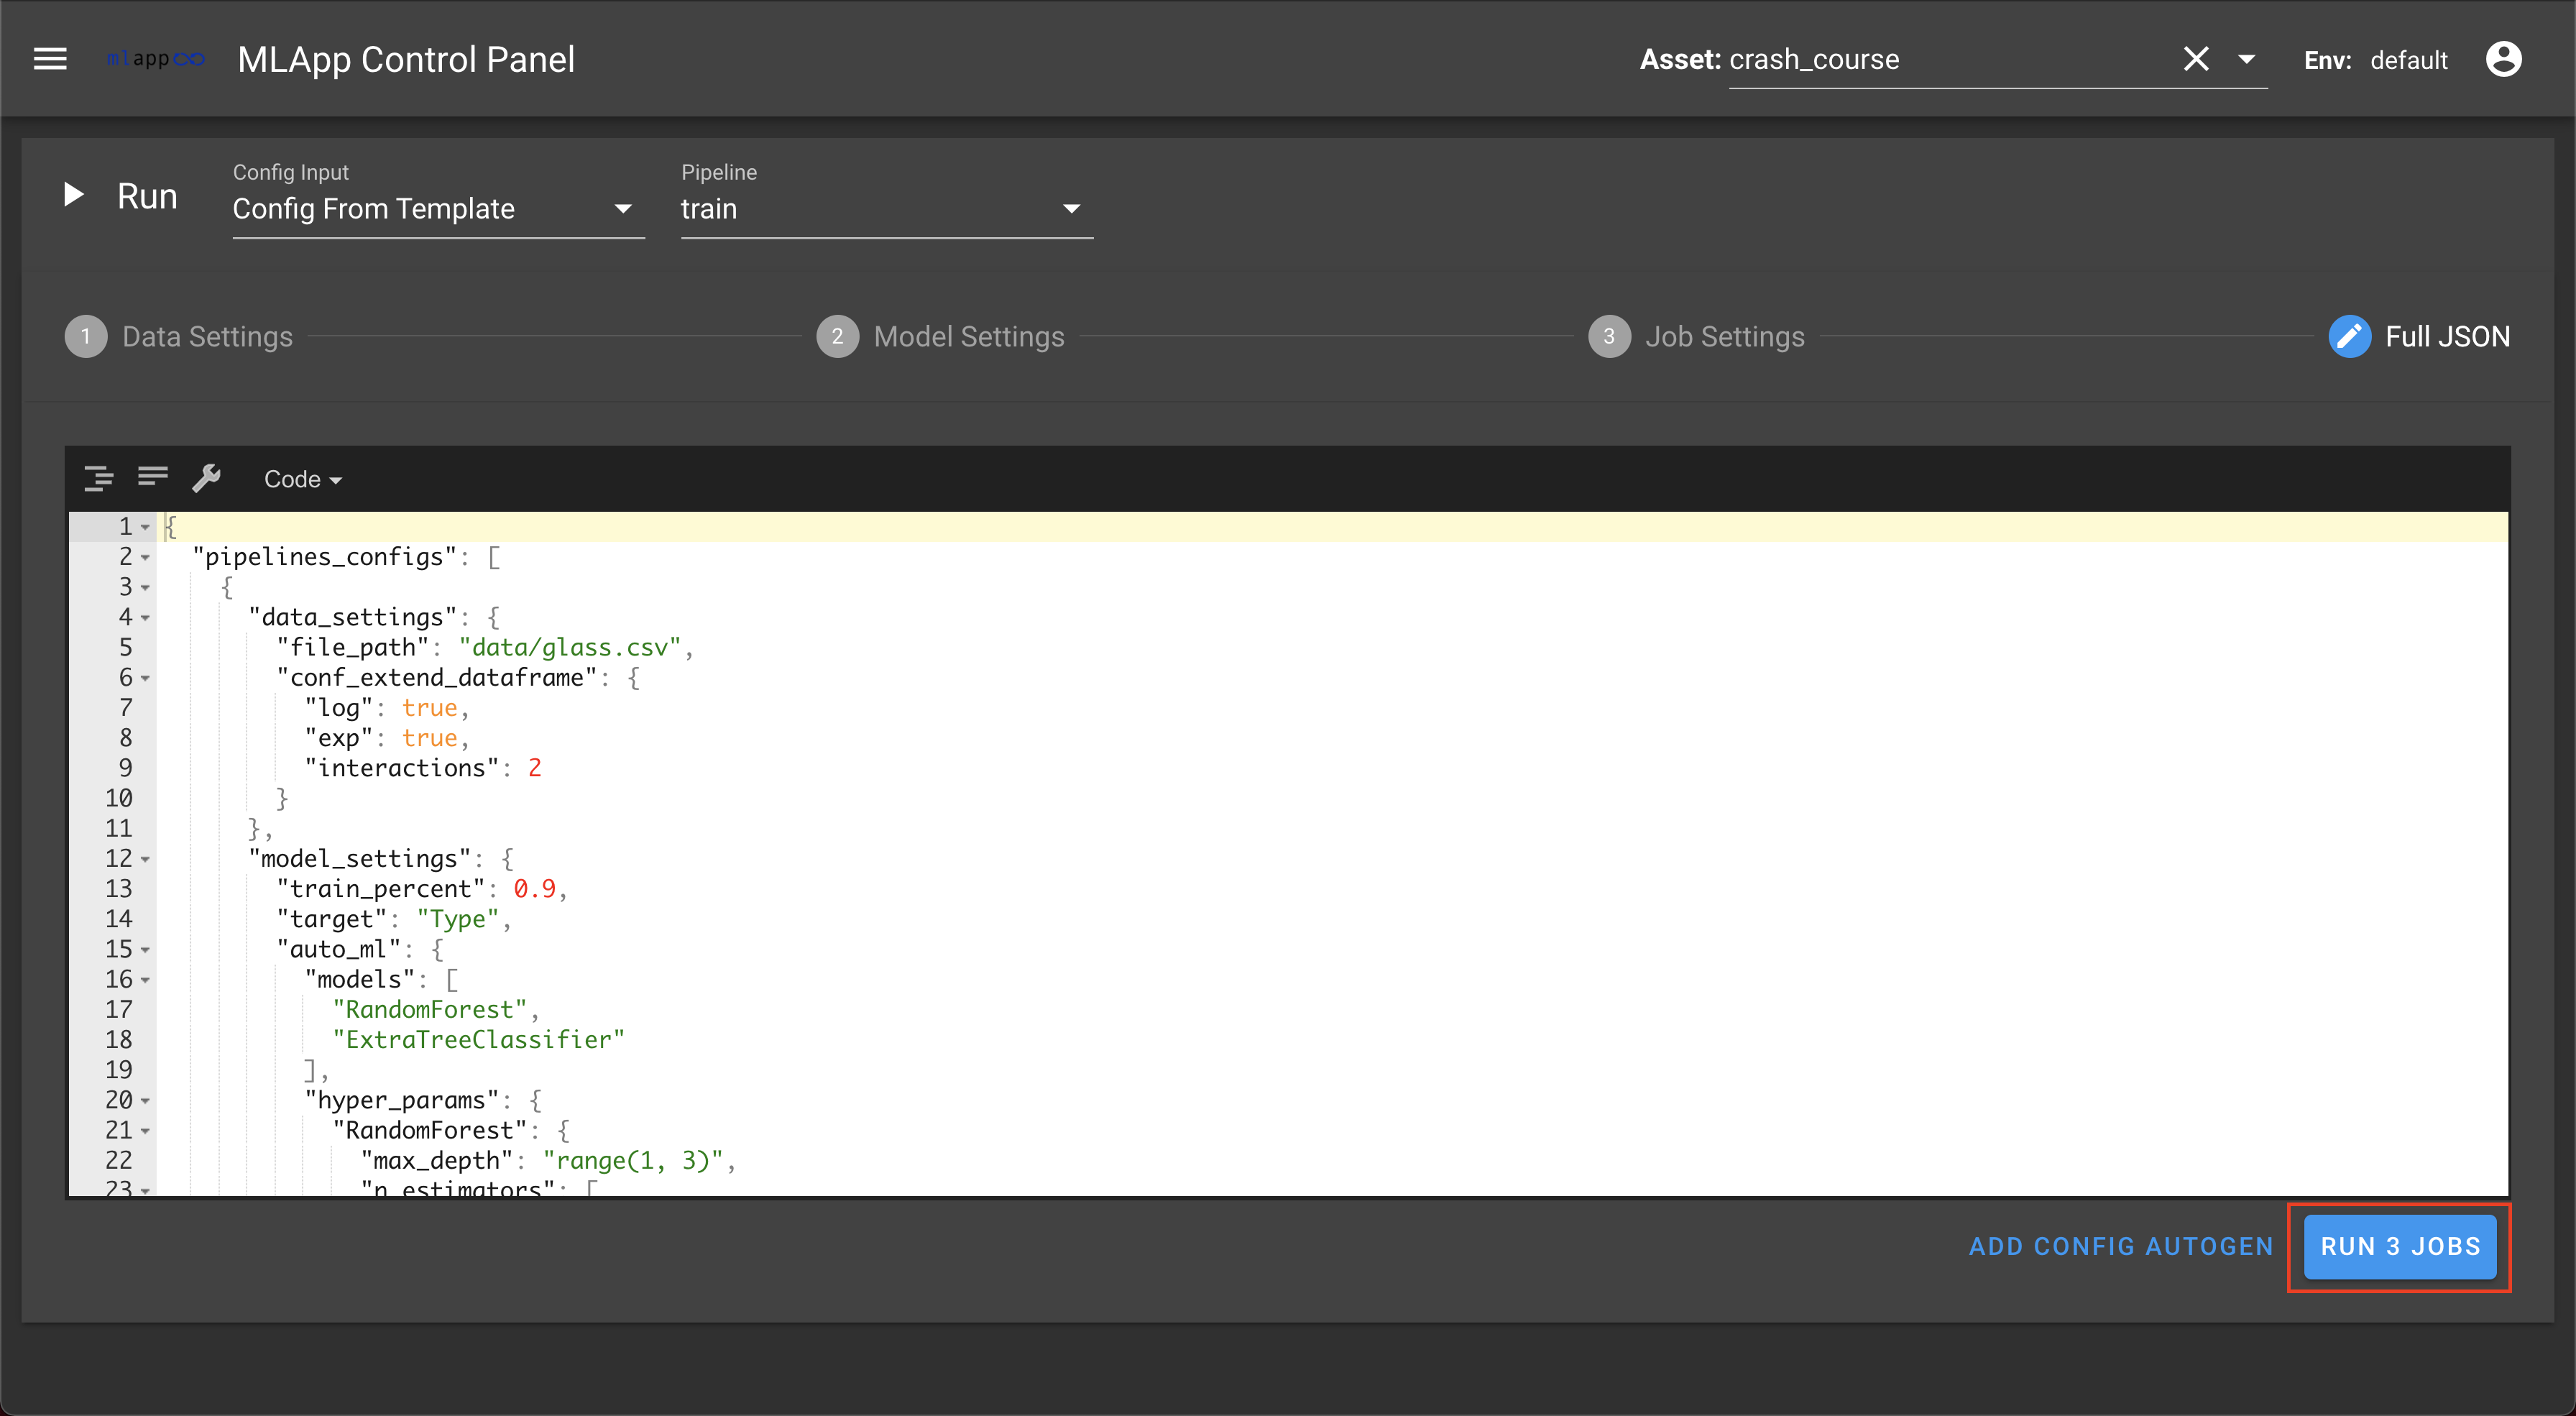 mlapp
MLApp Control Panel
Asset: crash_course
Env: default
Run
Config Input
Config From Template
Pipeline
train
1 Data Settings
2 Model Settings
3 Job Settings
Full JSON
Code
1 {
2 "pipelines_configs": [
3 {
4 "data_settings": {
5 "file_path": "data/glass.csv",
6 "conf_extend_dataframe": {
7 "log": true,
8 "exp": true,
9 "interactions": 2
10 }
11 },
12 "model_settings": {
13 "train_percent": 0.9,
14 "target": "Type",
15 "auto_ml": {
16 "models": [
17 "RandomForest",
18 "ExtraTreeClassifier"
19 ],
20 "hyper_params": {
21 "RandomForest": {
22 "max_depth": "range(1, 3)",
23 "n_estimators": [
ADD CONFIG AUTOGEN
RUN 3 JOBS